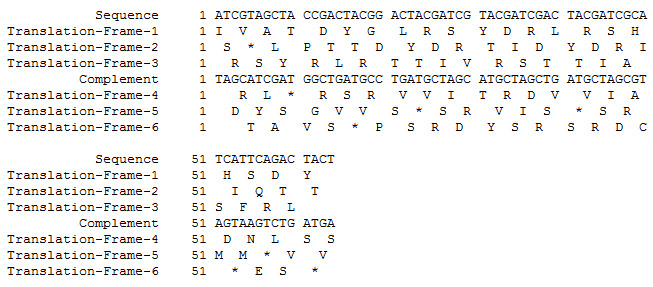 Sequence 1 ATCGTAGCTA CCGACTACGG ACTACGATCG TACGATCGAC TACGATCGCA
Translation-Frame-1 1 I V A T D Y G L R S Y D R L R S H
Translation-Frame-2 1 S * L P T T D Y D R T I D Y D R I
Translation-Frame-3 1 R S Y R L R T T I V R S T T I A
Complement 1 TAGCATCGAT GGCTGATGCC TGATGCTAGC ATGCTAGCTG ATGCTAGCGT
Translation-Frame-4 1 R L * R S R V V I T R D V V I A
Translation-Frame-5 1 D Y S G V V S * S R V I S * S R
Translation-Frame-6 1 T A V S * P S R D Y S R S R D C
Sequence 51 TCATTCAGAC TACT
Translation-Frame-1 51 H S D Y
Translation-Frame-2 51 I Q T T
Translation-Frame-3 51 S F R L
Complement 51 AGTAAGTCTG ATGA
Translation-Frame-4 51 D N L S S
Translation-Frame-5 51 M M * V V
Translation-Frame-6 51 * E S *